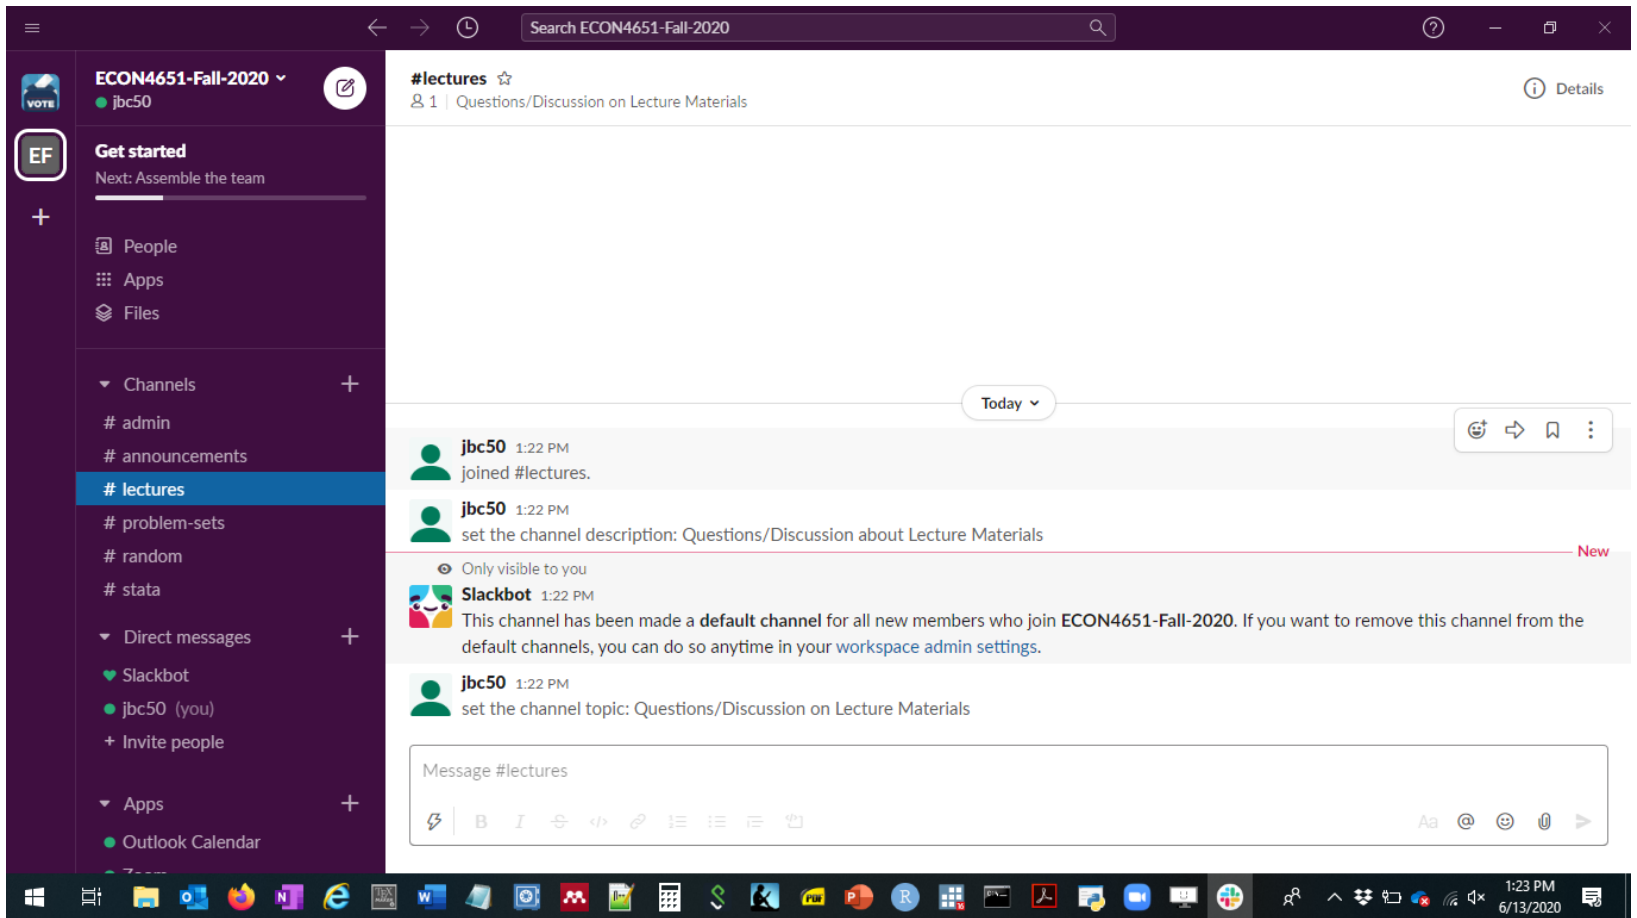 Search ECON4651-Fall-2020
VOTE
EF
ECON4651-Fall-2020
jbc50
Get started
Next: Assemble the team
People
Apps
Files
Channels
# admin
# announcements
# lectures
# problem-sets
# random
# stata
Direct messages
Slackbot
jbc50 (you)
+ Invite people
Apps
Outlook Calendar
Zoom
#lectures
1 | Questions/Discussion on Lecture Materials
Details
Today
jbc50 1:22 PM
joined #lectures.
jbc50 1:22 PM
set the channel description: Questions/Discussion about Lecture Materials
New
Only visible to you
Slackbot 1:22 PM
This channel has been made a default channel for all new members who join ECON4651-Fall-2020. If you want to remove this channel from the
default channels, you can do so anytime in your workspace admin settings.
jbc50 1:22 PM
set the channel topic: Questions/Discussion on Lecture Materials
Message #lectures
B I S </>
Aa @
1:23 PM
6/13/2020